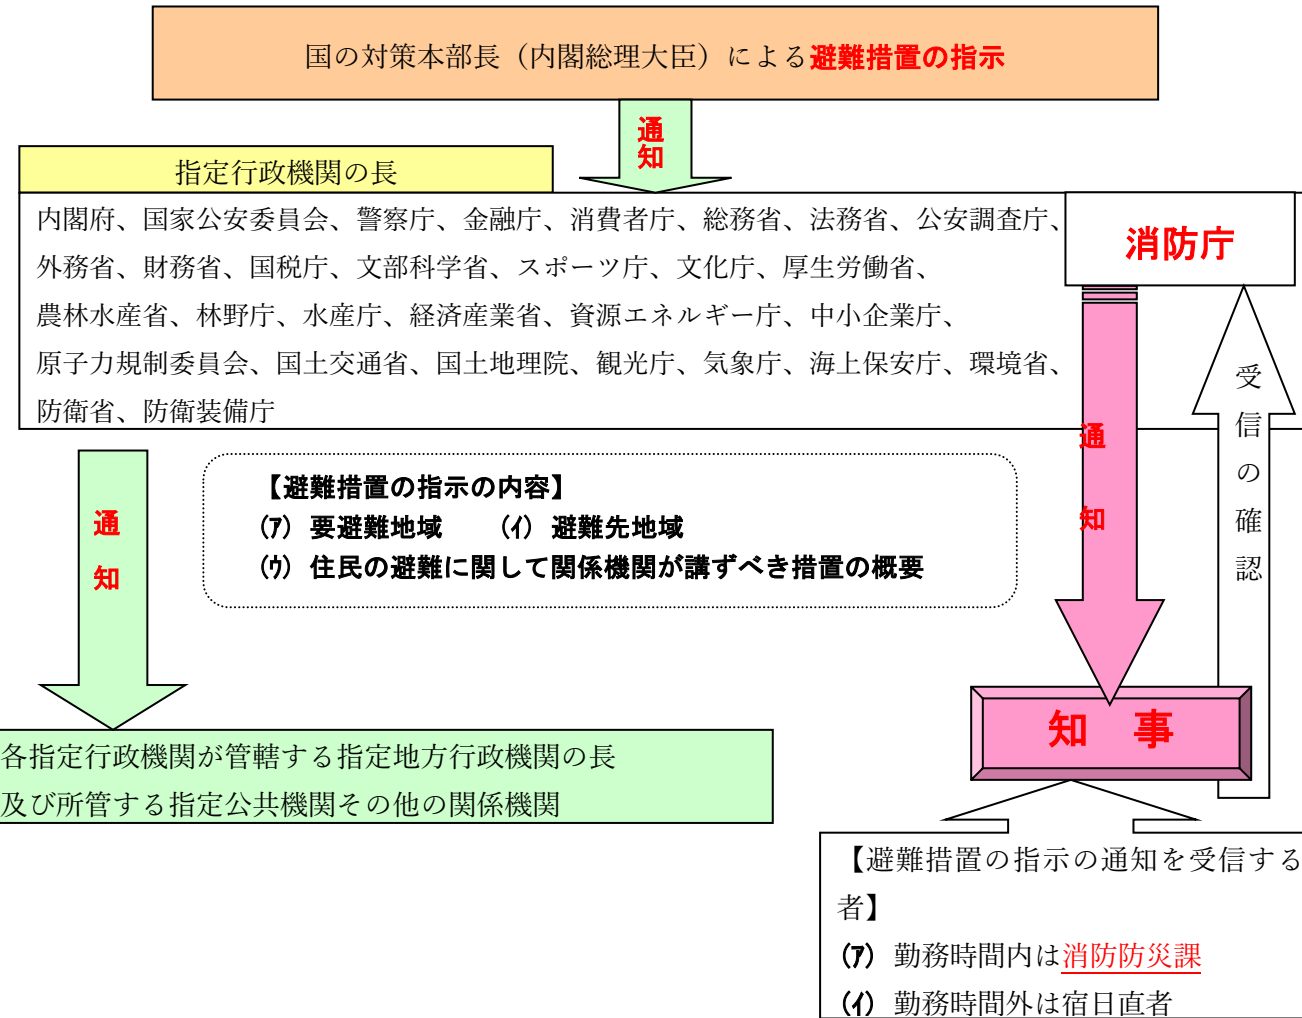 国の対策本部長（内閣総理大臣）による避難措置の指示
通
知
指定行政機関の長
内閣府、国家公安委員会、警察庁、金融庁、消費者庁、総務省、法務省、公安調査庁、
外務省、財務省、国税庁、文部科学省、スポーツ庁、文化庁、厚生労働省、
農林水産省、林野庁、水産庁、経済産業省、資源エネルギー庁、中小企業庁、
原子力規制委員会、国土交通省、国土地理院、観光庁、気象庁、海上保安庁、環境省、
防衛省、防衛装備庁
消防庁
通
知
受
信
の
確
認
通
知
【避難措置の指示の内容】
(ｱ) 要避難地域　　(ｲ) 避難先地域
(ｳ) 住民の避難に関して関係機関が講ずべき措置の概要
知　事
各指定行政機関が管轄する指定地方行政機関の長
及び所管する指定公共機関その他の関係機関
【避難措置の指示の通知を受信する
者】
(ｱ) 勤務時間内は消防防災課
(ｲ) 勤務時間外は宿日直者